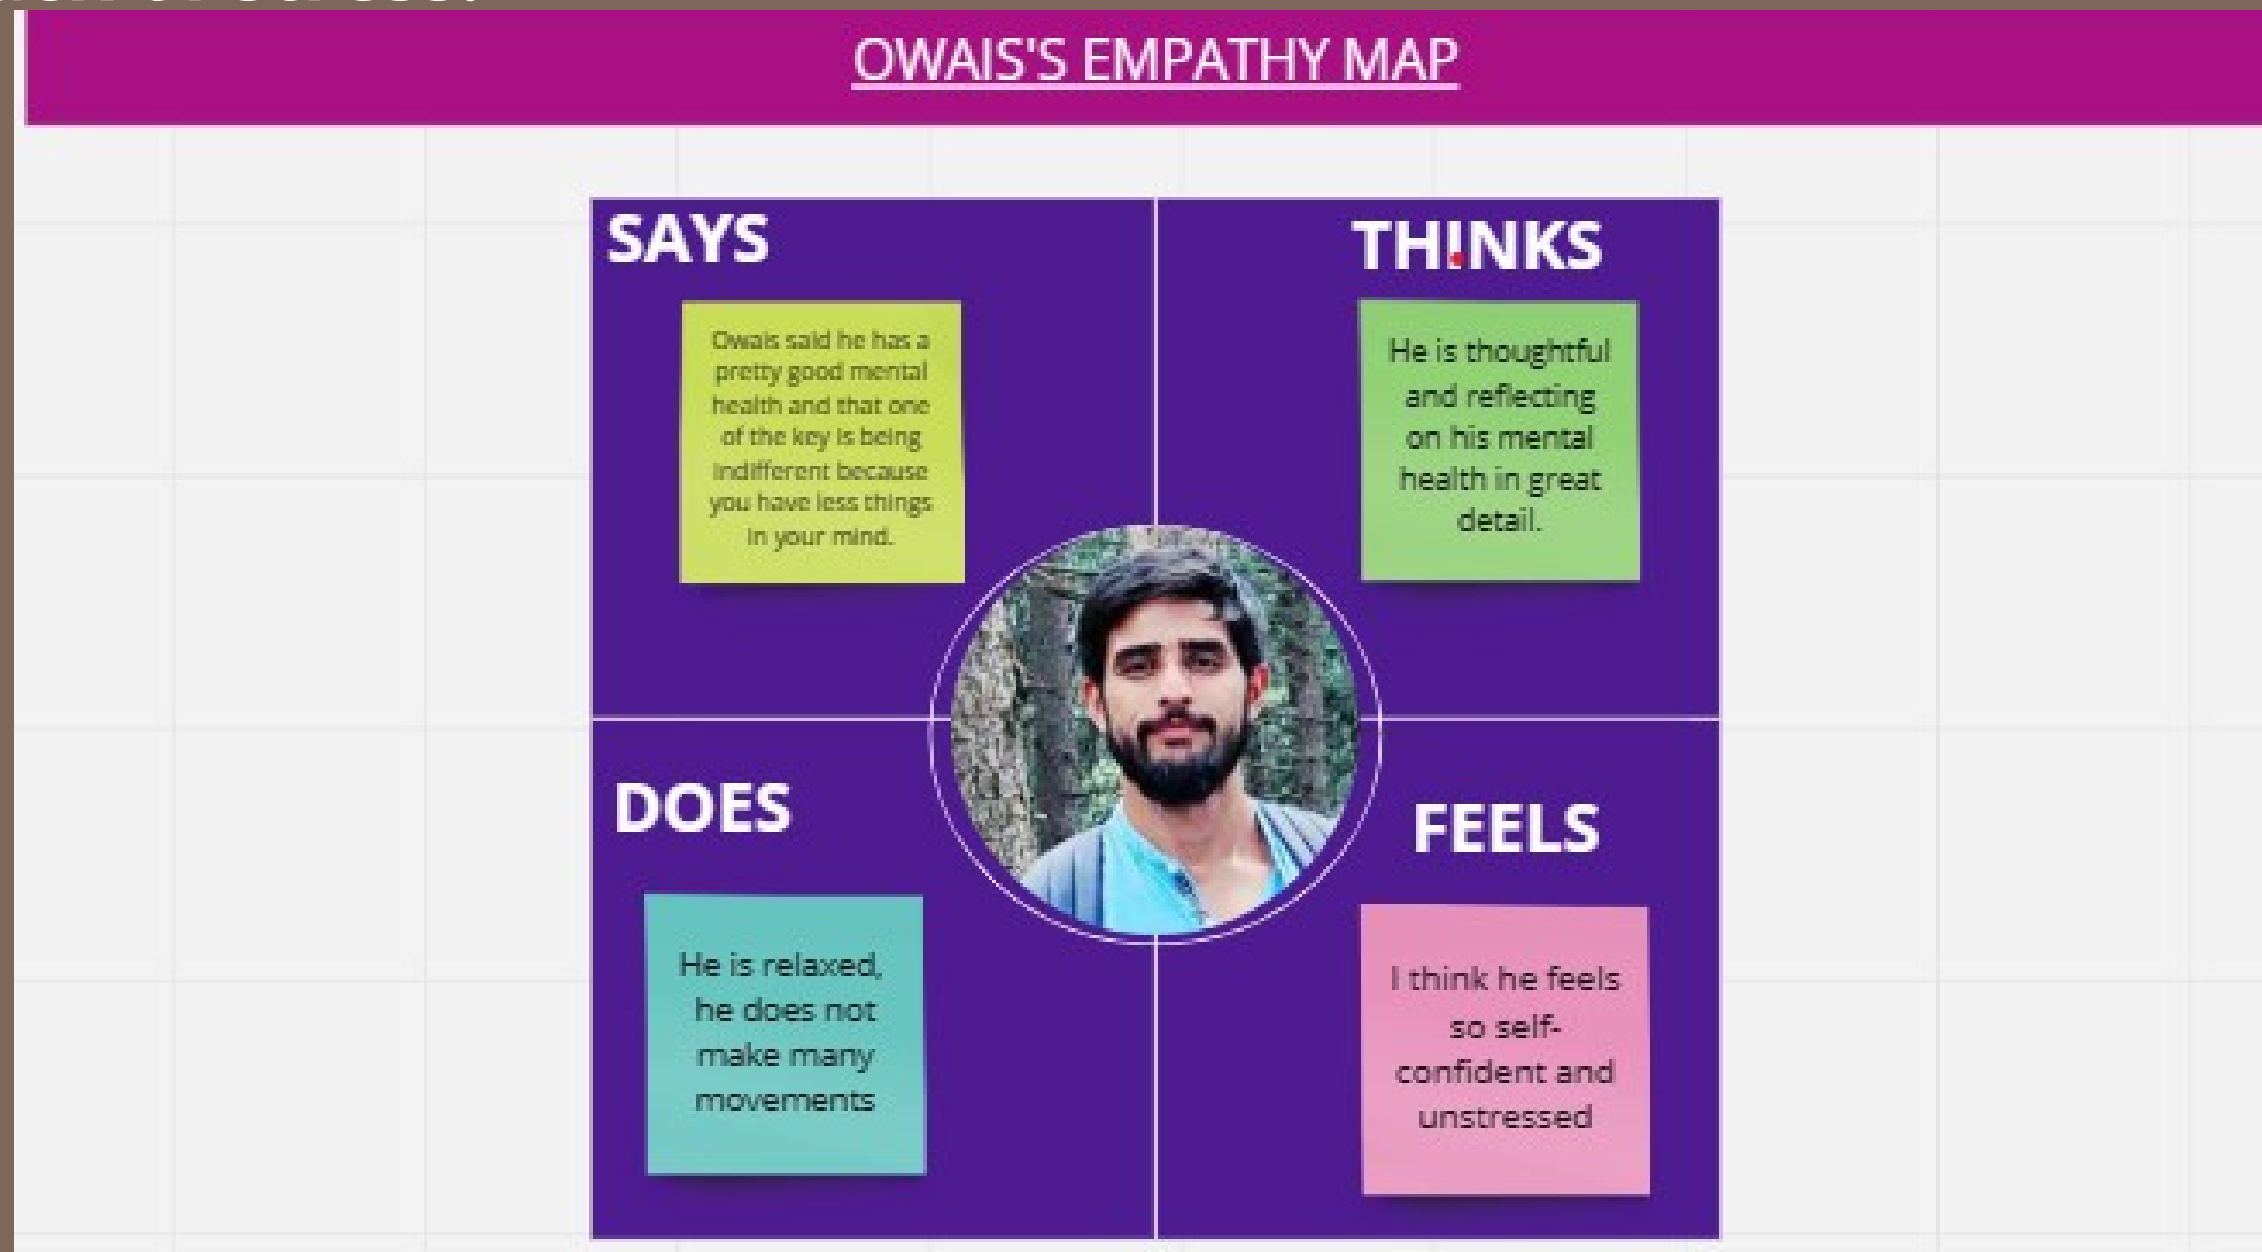 OWAIS'S EMPATHY MAP
SAYS
Owais said he has a
pretty good mental
health and that one
of the key is being
indifferent because
you have less things
in your mind.
THINKS
He is thoughtful
and reflecting
on his mental
health in great
detail.
DOES
He is relaxed,
he does not
make many
movements
FEELS
I think he feels
so self-
confident and
unstressed